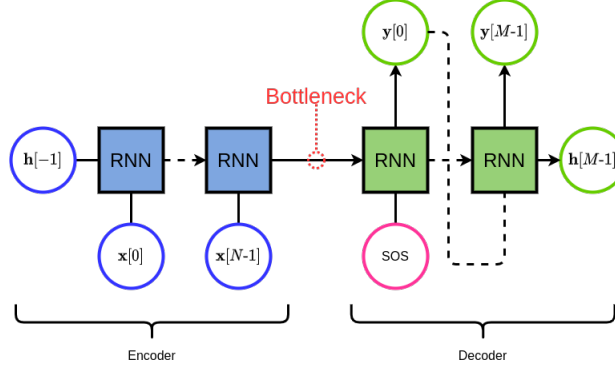 y[0]
y[M-1]
Bottleneck
h[−1]
RNN
RNN
RNN
RNN
h[M-1]
x[0]
x[N-1]
SOS
Encoder
Decoder